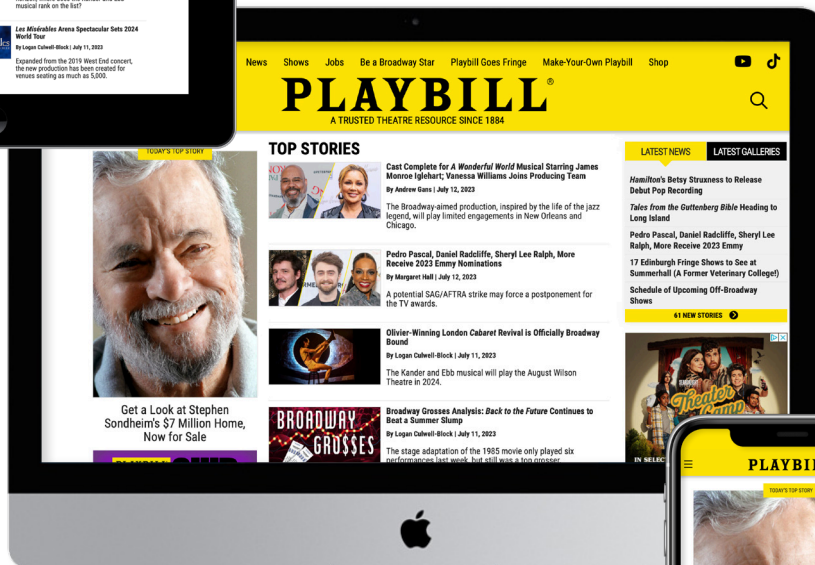 musical rank on the list?
Les Misérables Arena Spectacular Sets 2024
World Tour
By Logan Culwell-Block | July 11, 2023
Expanded from the 2019 West End concert,
the new production has been created for
venues seating as much as 5,000.
News Shows Jobs Be a Broadway Star Playbill Goes Fringe Make-Your-Own Playbill Shop
PLAYBILL®
A TRUSTED THEATRE RESOURCE SINCE 1884
TODAY'S TOP STORY
Get a Look at Stephen
Sondheim's $7 Million Home,
Now for Sale
TOP STORIES
Cast Complete for A Wonderful World Musical Starring James
Monroe Iglehart; Vanessa Williams Joins Producing Team
By Andrew Gans | July 12, 2023
The Broadway-aimed production, inspired by the life of the jazz
legend, will play limited engagements in New Orleans and
Chicago.
Pedro Pascal, Daniel Radcliffe, Sheryl Lee Ralph, More
Receive 2023 Emmy Nominations
By Margaret Hall | July 12, 2023
A potential SAG/AFTRA strike may force a postponement for
the TV awards.
Olivier-Winning London Cabaret Revival is Officially Broadway
Bound
By Logan Culwell-Block | July 11, 2023
The Kander and Ebb musical will play the August Wilson
Theatre in 2024.
BROADWAY
GRO$$ES
Broadway Grosses Analysis: Back to the Future Continues to
Beat a Summer Slump
By Logan Culwell-Block | July 11, 2023
The stage adaptation of the 1985 movie only played six
performances last week, but still was a top grosser
LATEST NEWS LATEST GALLERIES
Hamilton's Betsy Struxness to Release
Debut Pop Recording
Tales from the Guttenberg Bible Heading to
Long Island
Pedro Pascal, Daniel Radcliffe, Sheryl Lee
Ralph, More Receive 2023 Emmy
17 Edinburgh Fringe Shows to See at
Summerhall (A Former Veterinary College!)
Schedule of Upcoming Off-Broadway
Shows
61 NEW STORIES
Theater
Camp
IN SELEC
PLAYBI
TODAY'S TOP STORY